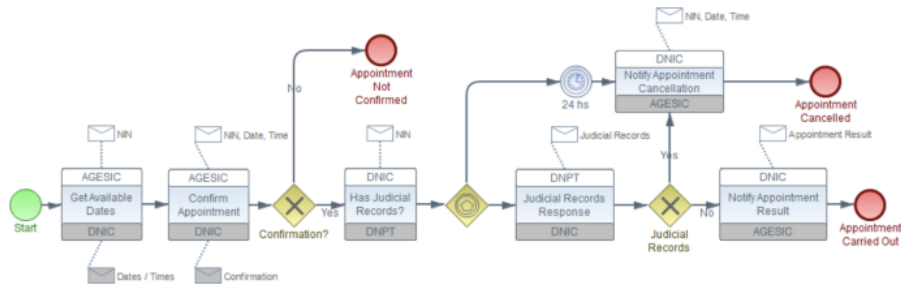 NIN, Date, Time
DNIC
Notify Appointment
Cancellation
AGESIC
No
Appointment
Not
Confirmed
24 hs
Appointment
Cancelled
NIN
NIN, Date, Time
NIN
Judicial Records
Yes
Appointment Result
AGESIC
Get Available
Dates
DNIC
AGESIC
Confirm
Appointment
DNIC
Yes
Confirmation?
DNIC
Has Judicial
Records?
DNPT
DNPT
Judicial Records
Response
DNIC
No
Judicial
Records
DNIC
Notify Appointment
Result
AGESIC
Start
Appointment
Carried Out
Dates / Times
Confirmation